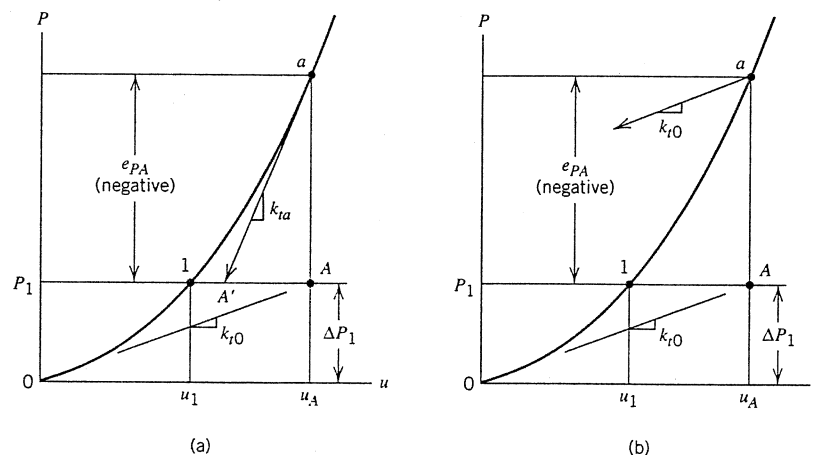 P
a
e_PA
(negative)
k_ta
1
A
P_1
A'
k_t0
ΔP_1
0
u_1
u_A
u
(a)
P
a
k_t0
e_PA
(negative)
1
A
P_1
k_t0
ΔP_1
0
u_1
u_A
(b)